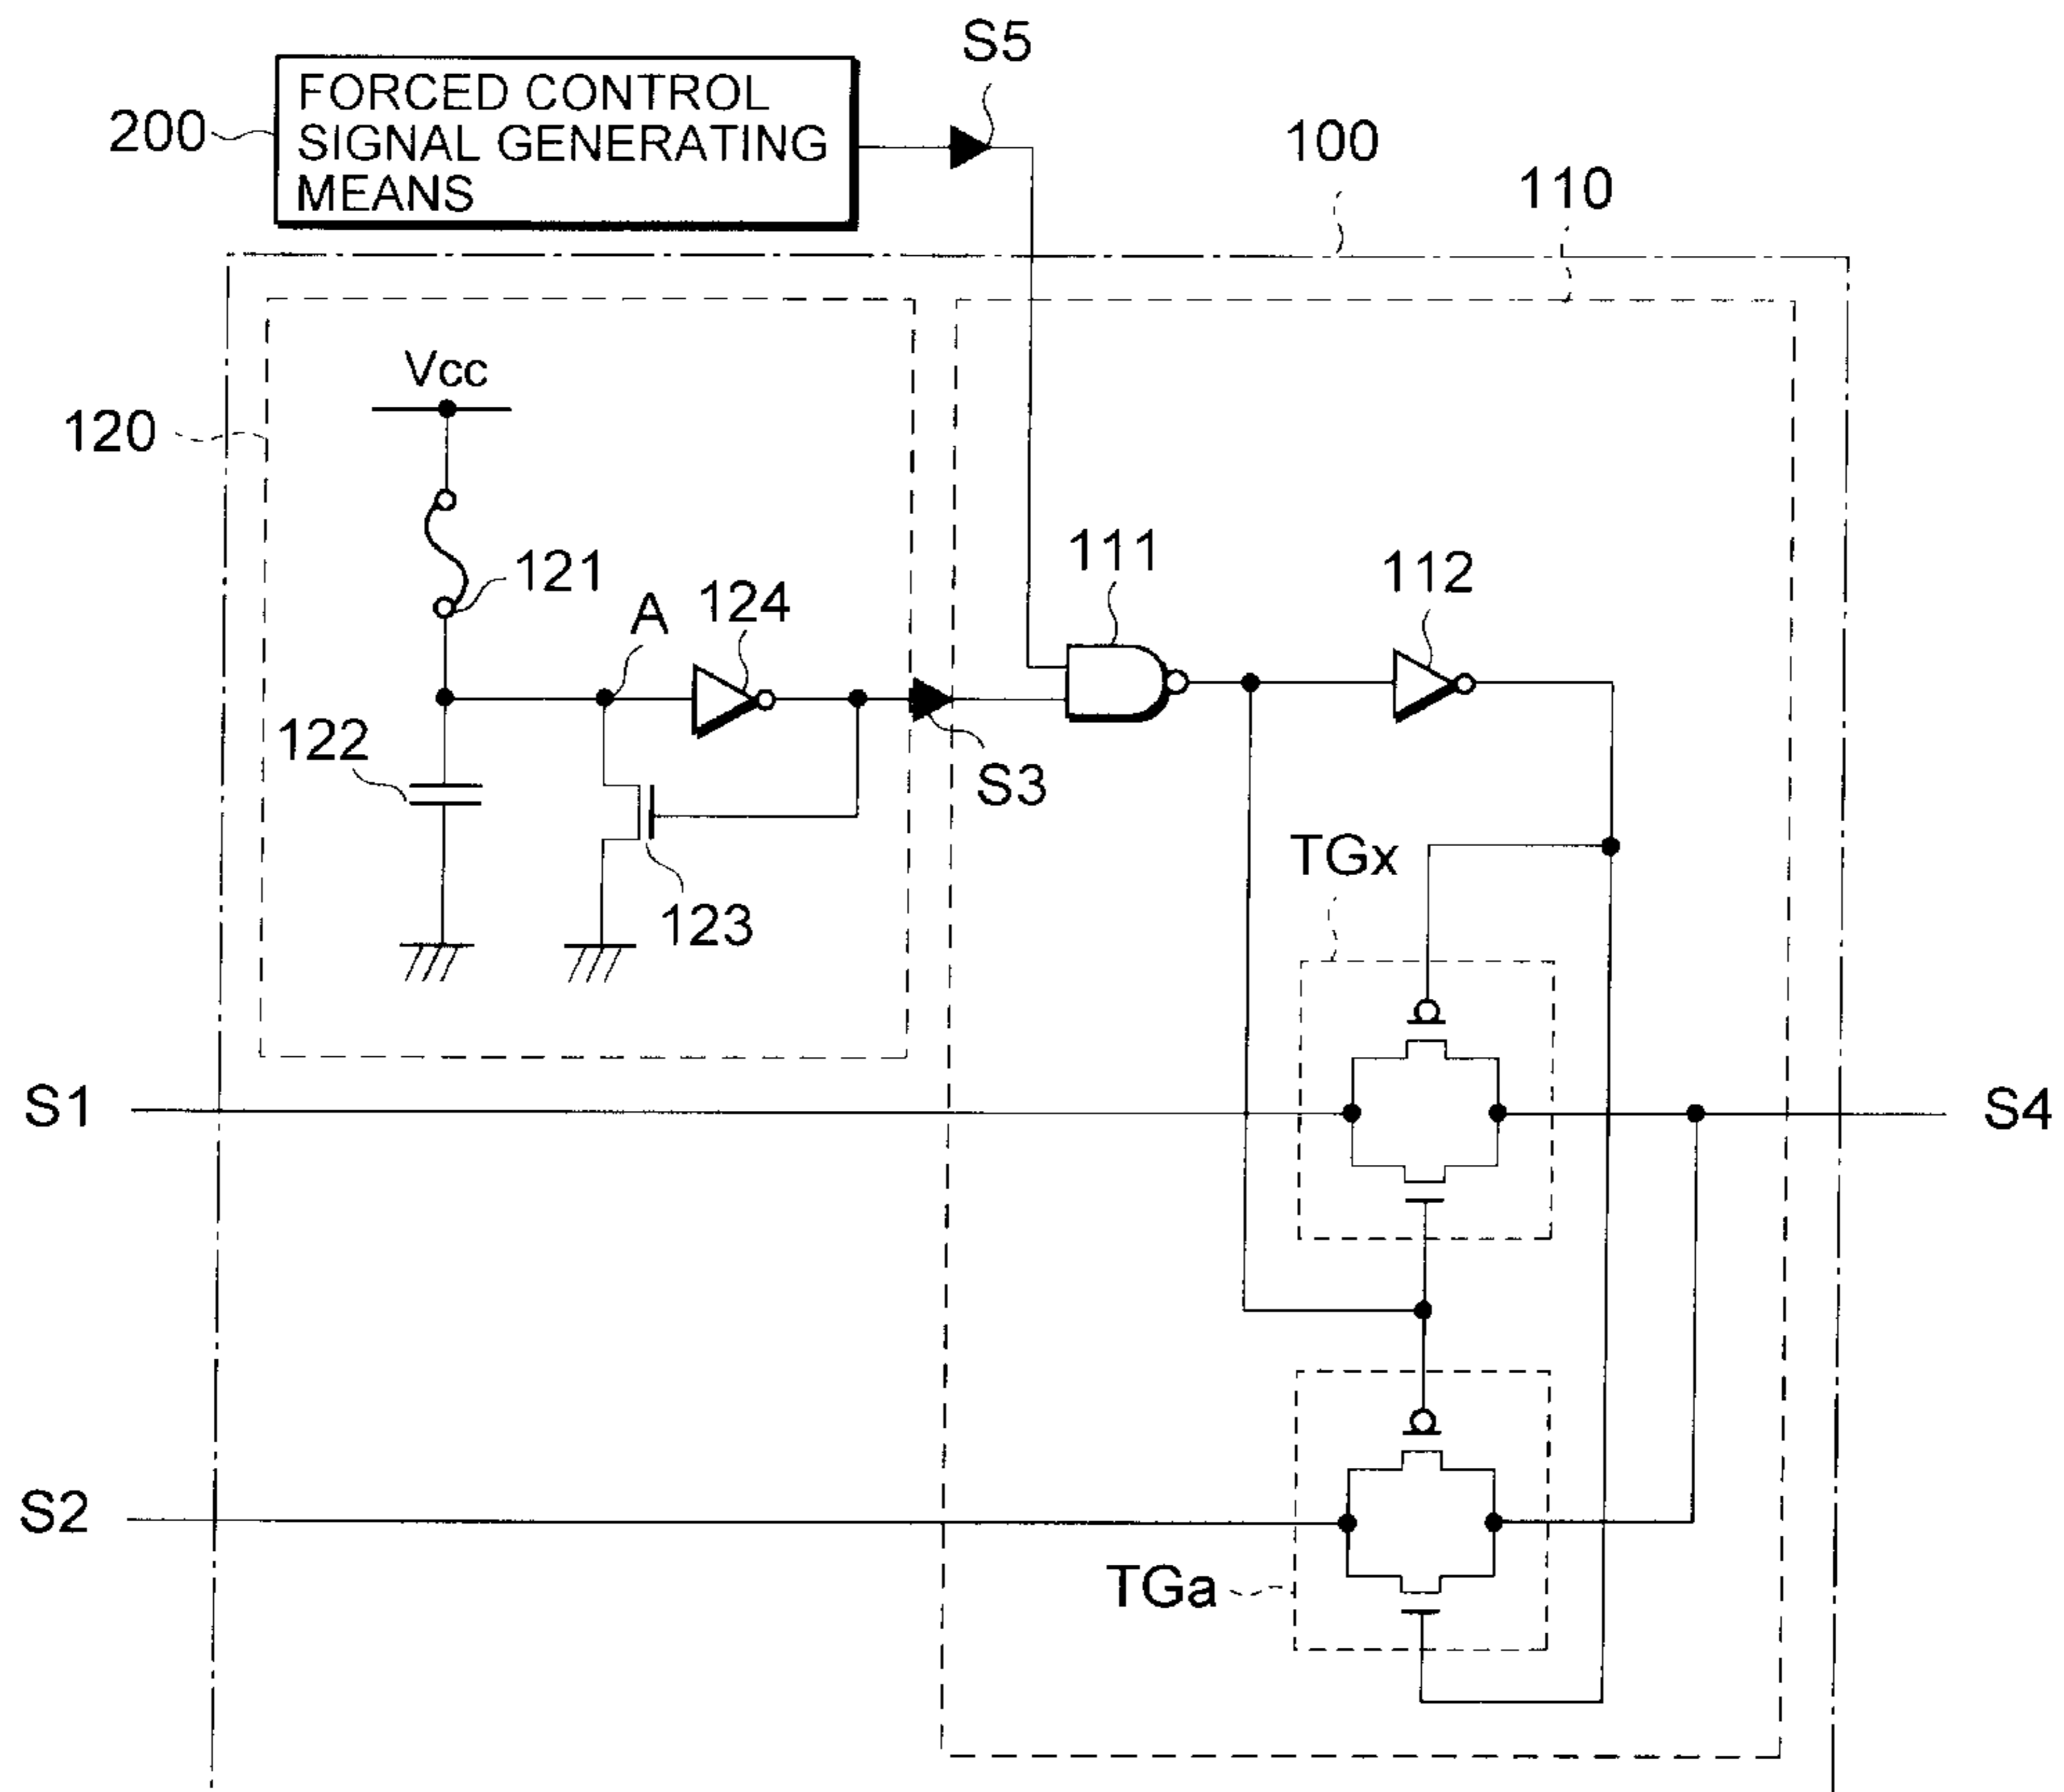 S5
FORCED CONTROL
SIGNAL GENERATING
MEANS
200
100
110
Vcc
120
121
A
124
111
112
122
S3
123
TGx
S1
S4
S2
TGa